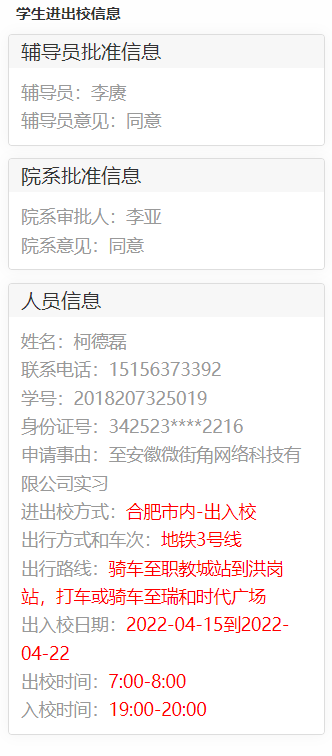 学生进出校信息
辅导员批准信息
辅导员：李赓
辅导员意见：同意
院系批准信息
院系审批人：李亚
院系意见：同意
人员信息
姓名：柯德磊
联系电话：15156373392
学号：2018207325019
身份证号：342523****2216
申请事由：至安徽微街角网络科技有
限公司实习
进出校方式：合肥市内-出入校
出行方式和车次：地铁3号线
出行路线：骑车至职教城站到洪岗
站，打车或骑车至瑞和时代广场
出入校日期：2022-04-15到2022-
04-22
出校时间：7:00-8:00
入校时间：19:00-20:00